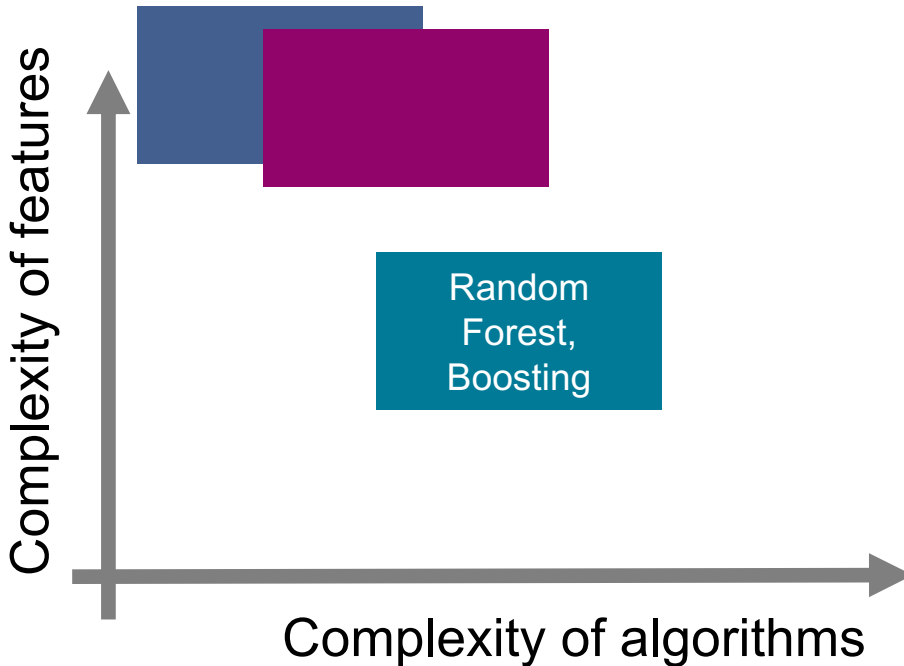 Complexity of features
Random
Forest,
Boosting
Complexity of algorithms